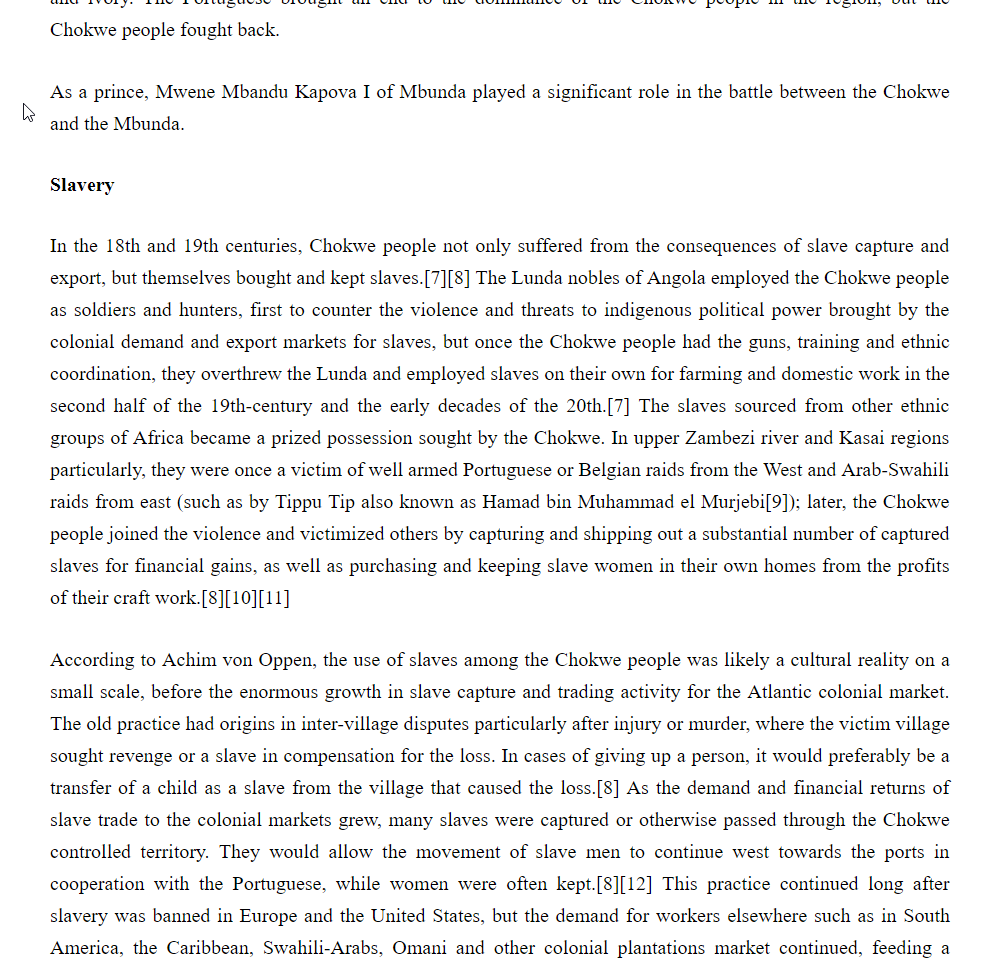 and ivory. The Portuguese brought an end to the dominance of the Chokwe people in the region, but the
Chokwe people fought back.
As a prince, Mwene Mbandu Kapova I of Mbunda played a significant role in the battle between the Chokwe
and the Mbunda.
Slavery
In the 18th and 19th centuries, Chokwe people not only suffered from the consequences of slave capture and
export, but themselves bought and kept slaves.[7][8] The Lunda nobles of Angola employed the Chokwe people
as soldiers and hunters, first to counter the violence and threats to indigenous political power brought by the
colonial demand and export markets for slaves, but once the Chokwe people had the guns, training and ethnic
coordination, they overthrew the Lunda and employed slaves on their own for farming and domestic work in the
second half of the 19th-century and the early decades of the 20th.[7] The slaves sourced from other ethnic
groups of Africa became a prized possession sought by the Chokwe. In upper Zambezi river and Kasai regions
particularly, they were once a victim of well armed Portuguese or Belgian raids from the West and Arab-Swahili
raids from east (such as by Tippu Tip also known as Hamad bin Muhammad el Murjebi[9]); later, the Chokwe
people joined the violence and victimized others by capturing and shipping out a substantial number of captured
slaves for financial gains, as well as purchasing and keeping slave women in their own homes from the profits
of their craft work.[8][10][11]
According to Achim von Oppen, the use of slaves among the Chokwe people was likely a cultural reality on a
small scale, before the enormous growth in slave capture and trading activity for the Atlantic colonial market.
The old practice had origins in inter-village disputes particularly after injury or murder, where the victim village
sought revenge or a slave in compensation for the loss. In cases of giving up a person, it would preferably be a
transfer of a child as a slave from the village that caused the loss.[8] As the demand and financial returns of
slave trade to the colonial markets grew, many slaves were captured or otherwise passed through the Chokwe
controlled territory. They would allow the movement of slave men to continue west towards the ports in
cooperation with the Portuguese, while women were often kept.[8][12] This practice continued long after
slavery was banned in Europe and the United States, but the demand for workers elsewhere such as in South
America, the Caribbean, Swahili-Arabs, Omani and other colonial plantations market continued, feeding a